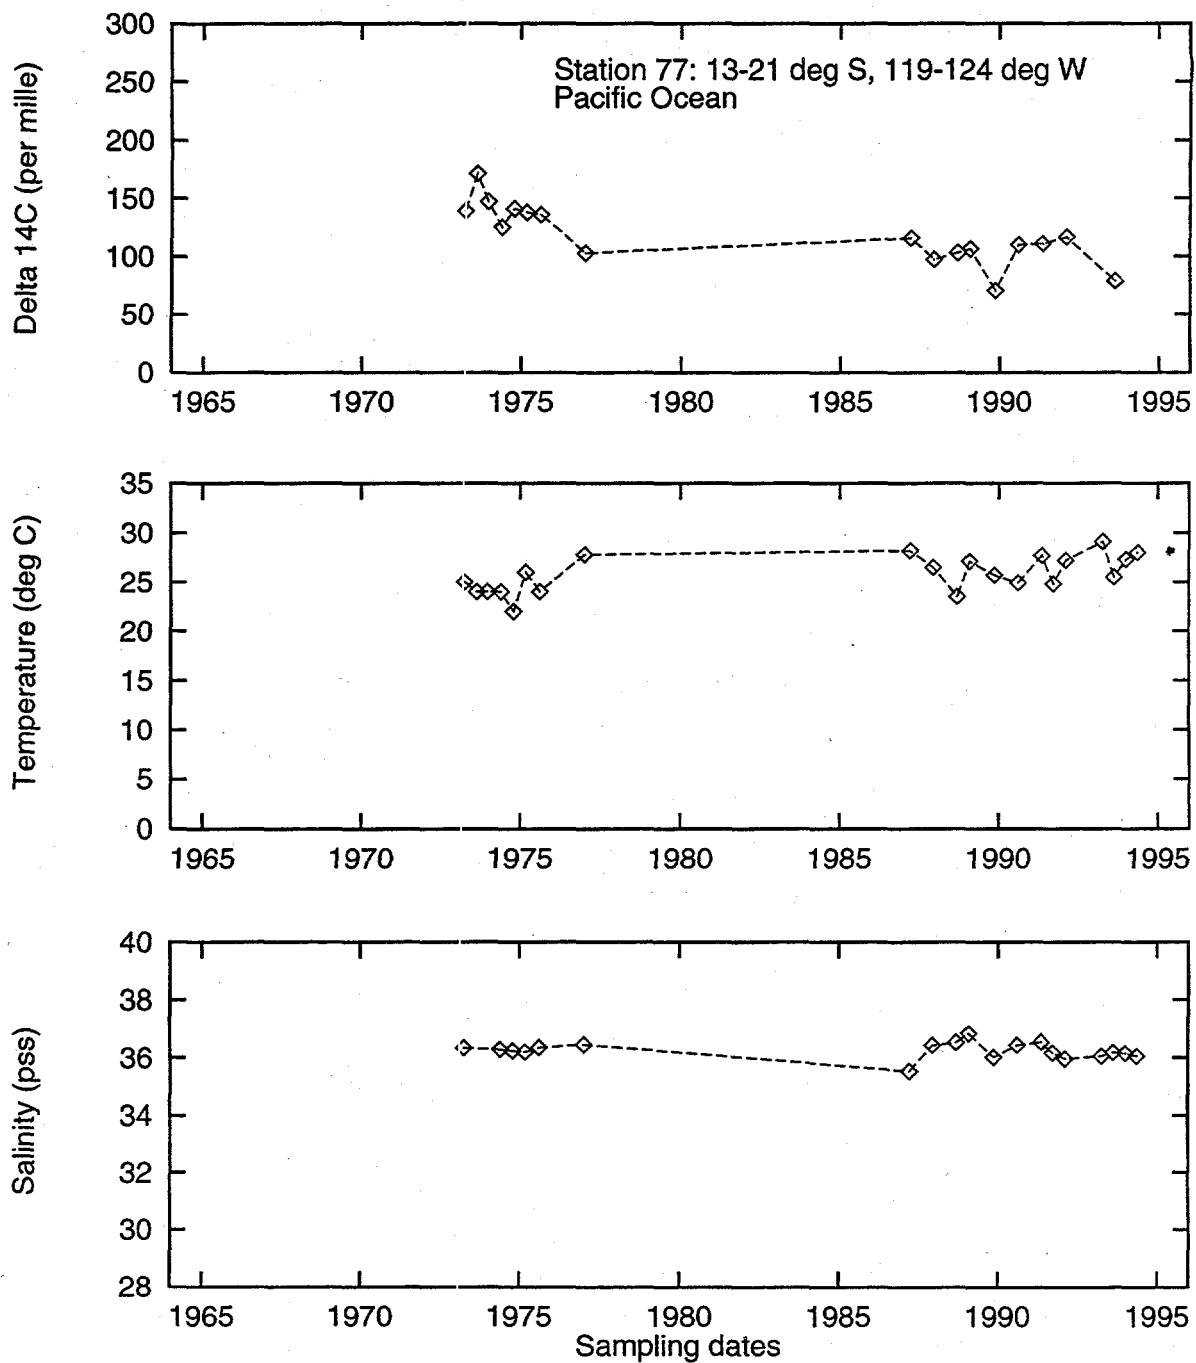 300
Station 77: 13-21 deg S, 119-124 deg W
Pacific Ocean
250
200
150
100
50
0
Delta 14C (per mille)
1965 1970 1975 1980 1985 1990 1995
35
30
25
20
15
10
5
0
Temperature (deg C)
1965 1970 1975 1980 1985 1990 1995
40
38
36
34
32
30
28
Salinity (pss)
1965 1970 1975 1980 1985 1990 1995
Sampling dates